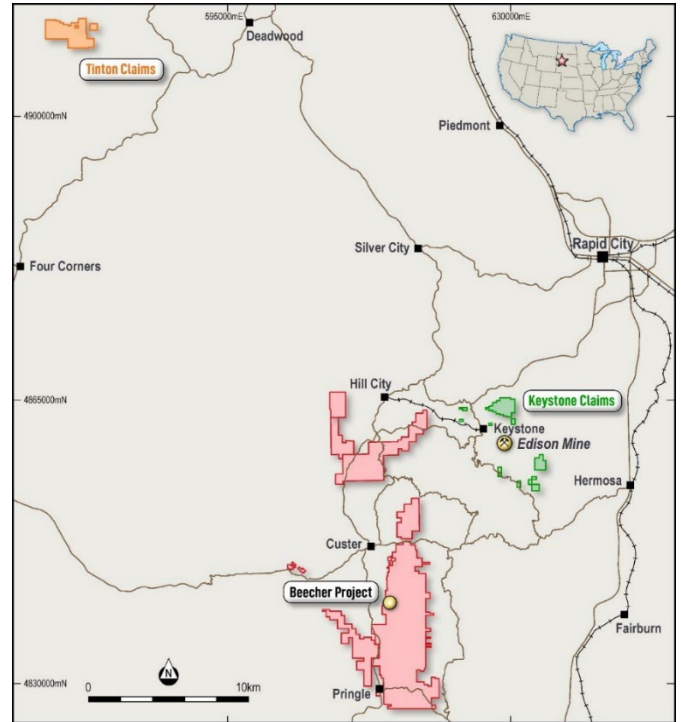 595000mE
630000mE
Deadwood
Tinton Claims
4900000mN
Piedmont
Silver City
Rapid City
Four Corners
Hill City
4865000mN
Keystone Claims
Keystone
Edison Mine
Hermosa
Custer
Beecher Project
Fairburn
N
4830000mN
0
10km
Pringle